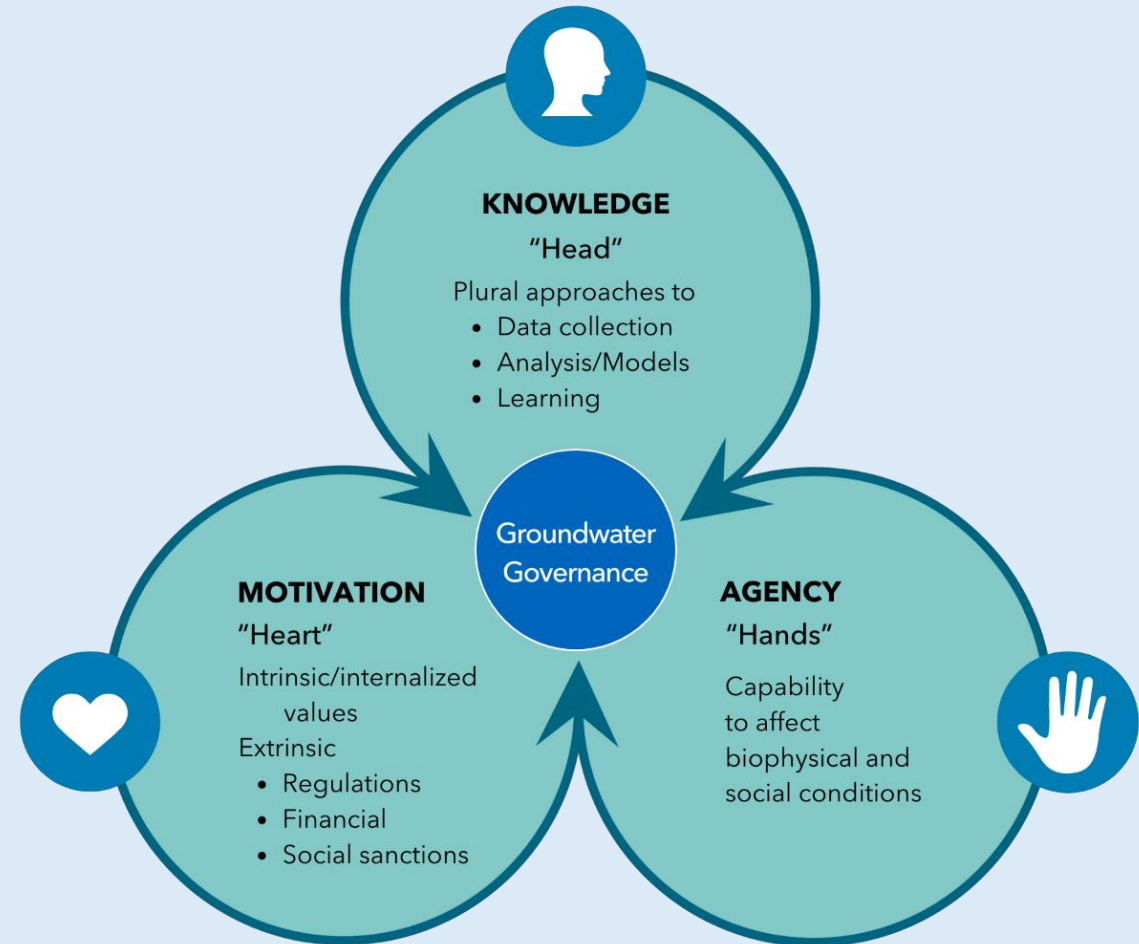 KNOWLEDGE
“Head”
Plural approaches to
• Data collection
• Analysis/Models
• Learning
Groundwater
Governance
MOTIVATION
“Heart”
Intrinsic/internalized
values
Extrinsic
• Regulations
• Financial
• Social sanctions
AGENCY
“Hands”
Capability
to affect
biophysical and
social conditions